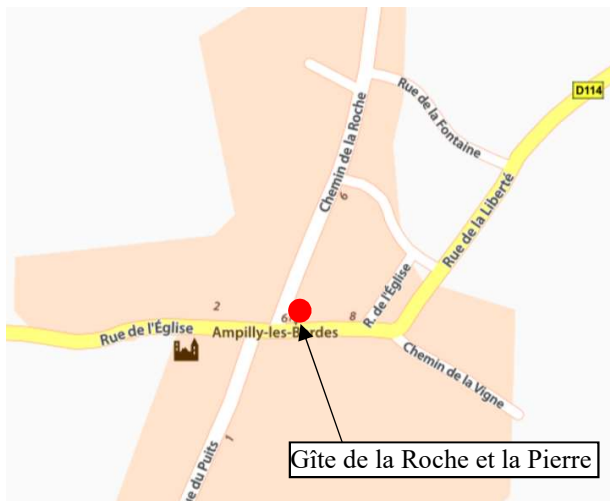 D114
Rue de la Fontaine
Chemin de la Roche
Rue de la Liberté
6
R. de l'Église
2
8
Rue de l'Église
Ampilly-les-Bordes
Chemin de la Vigne
1
ue du Puits
Gîte de la Roche et la Pierre